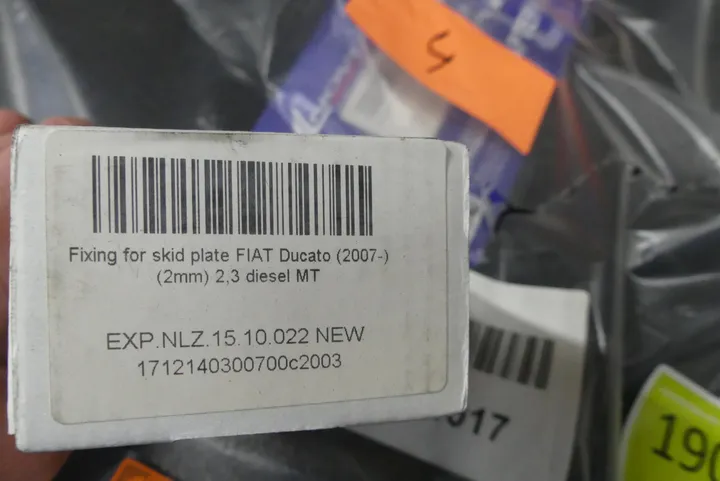 Fixing for skid plate FIAT Ducato (2007-)
(2mm) 2,3 diesel MT
EXP.NLZ.15.10.022 NEW
1712140300700c2003
017
190